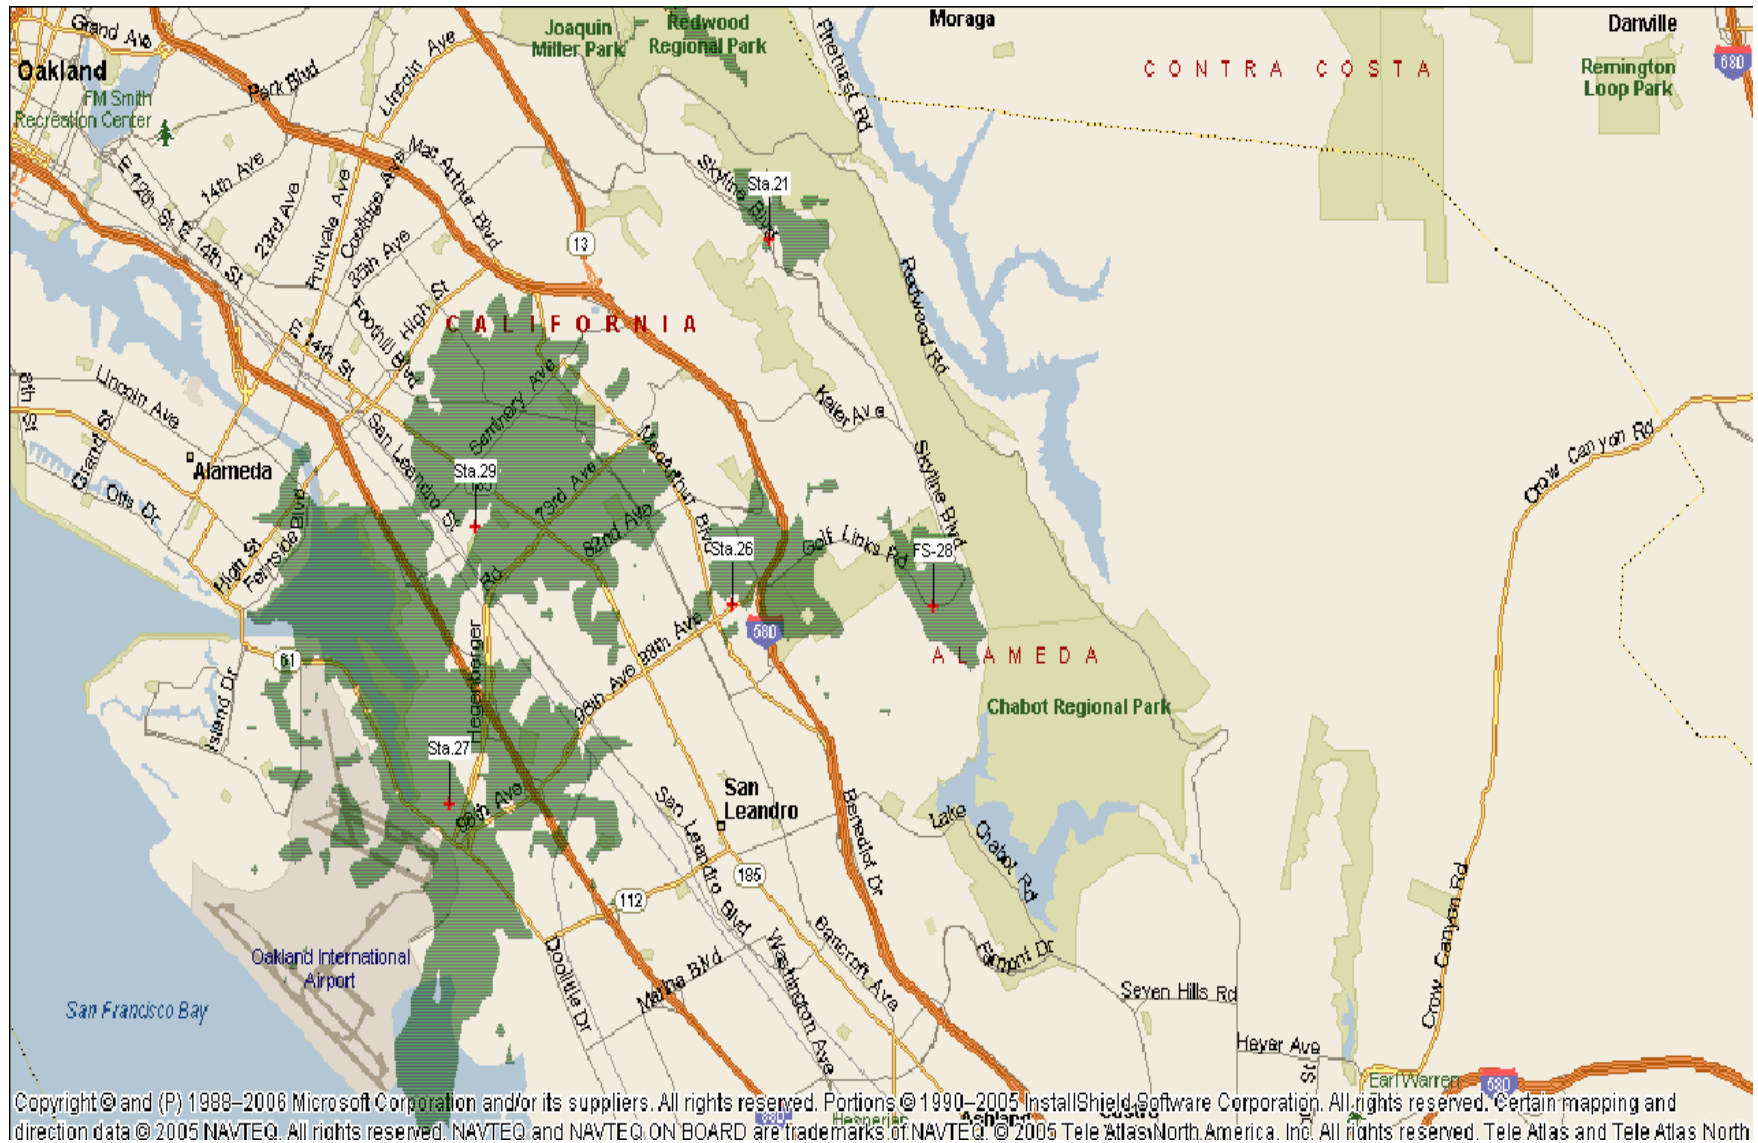 Grand Ave
Oakland
FM Smith
Recreation Center
Park Blvd
Lincoln Ave
Joaquin
Miller Park
Redwood
Regional Park
Pinehurst Rd
Moraga
CONTRA COSTA
Danville
Remington
Loop Park
680
E 12th St
14th Ave
E 14th St
23rd Ave
Fruitvale Ave
Coolidge Ave
35th Ave
Mac Arthur Blvd
13
Skyline Blvd
Sta.21
Redwood Rd
Foothill Blvd
High St
CALIFORNIA
E 14th St
8th St
Lincoln Ave
Grand St
Otis Dr
Alameda
High St
Fernside Blvd
San Leandro St
Seminary Ave
Sta.29
73rd Ave
82nd Ave
MacArthur Blvd
Keller Ave
Skyline Blvd
Sta.26
Golf Links Rd
FS-28
580
98th Ave
98th Ave
Hegenberger Rd
61
Island Dr
Sta.27
98th Ave
ALAMEDA
Chabot Regional Park
San
Leandro
San Leandro Blvd
185
112
Benedict Dr
Lake Chabot Rd
Crow Canyon Rd
Crow Canyon Rd
Oakland International
Airport
San Francisco Bay
Doolittle Dr
Marina Blvd
Washington Ave
Bancroft Ave
Fairmont Dr
Seven Hills Rd
Heyer Ave
Earl Warren
580
880
Ashland
Castro
Copyright © and (P) 1988–2006 Microsoft Corporation and/or its suppliers. All rights reserved. Portions © 1990–2005 InstallShield Software Corporation. All rights reserved. Certain mapping and
direction data © 2005 NAVTEQ. All rights reserved. NAVTEQ and NAVTEQ ON BOARD are trademarks of NAVTEQ. © 2005 Tele Atlas North America, Inc. All rights reserved. Tele Atlas and Tele Atlas North